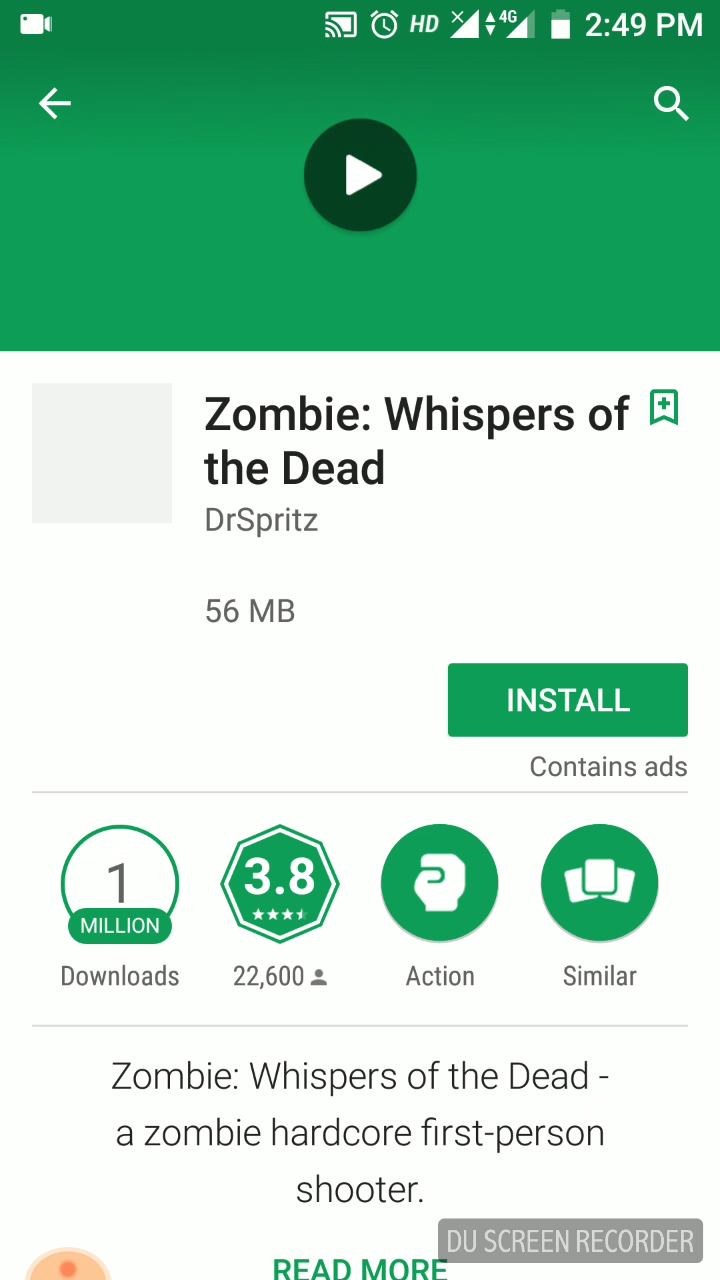 HD 4G 2:49 PM
Zombie: Whispers of
the Dead
DrSpritz
56 MB
INSTALL
Contains ads
1
MILLION
Downloads
3.8
22,600
Action
Similar
Zombie: Whispers of the Dead -
a zombie hardcore first-person
shooter.
READ MORE
DU SCREEN RECORDER